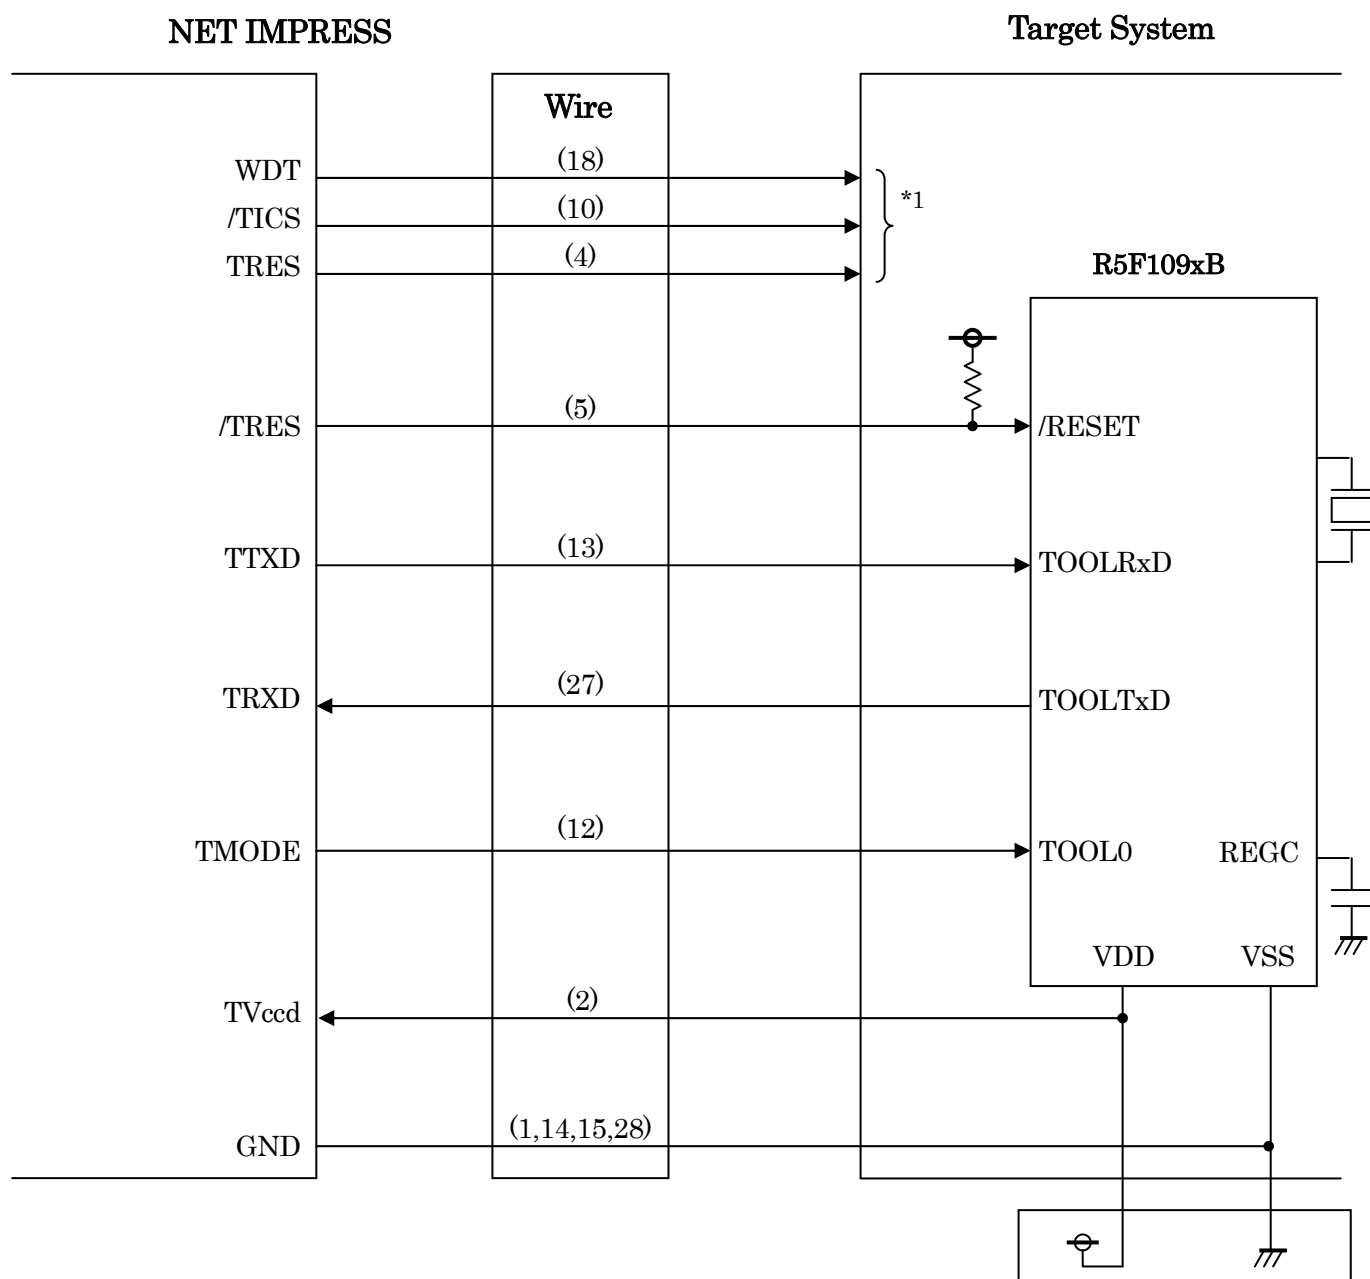 NET IMPRESS
Target System
Wire
WDT
(18)
/TICS
(10)
*1
TRES
(4)
R5F109xB
/TRES
(5)
/RESET
TTXD
(13)
TOOLRxD
TRXD
(27)
TOOLTxD
TMODE
(12)
TOOL0
REGC
VDD
VSS
TVccd
(2)
GND
(1,14,15,28)